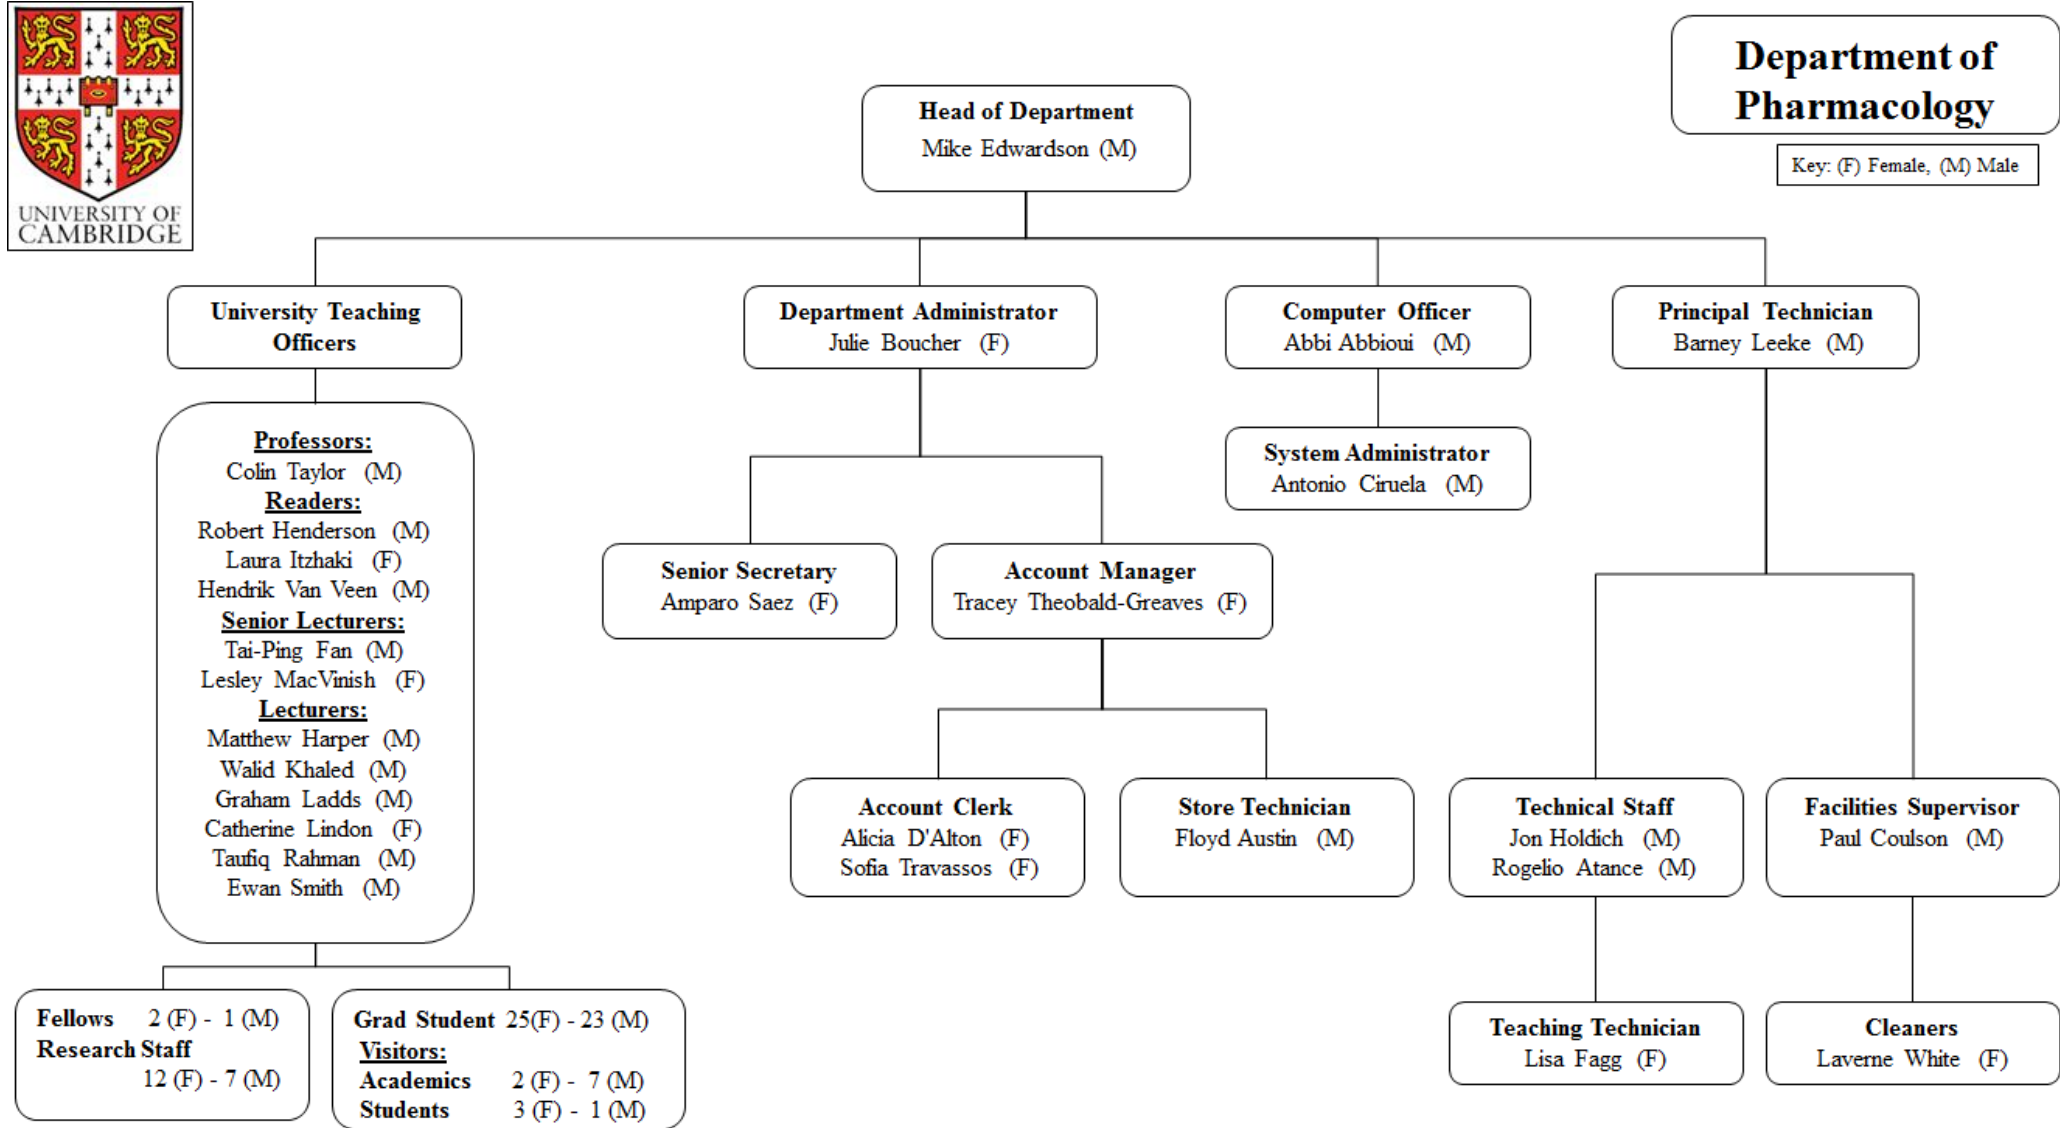 UNIVERSITY OF
CAMBRIDGE
Department of
Pharmacology
Key: (F) Female, (M) Male
Head of Department
Mike Edwardson (M)
University Teaching
Officers
Department Administrator
Julie Boucher (F)
Computer Officer
Abbi Abbioui (M)
Principal Technician
Barney Leeke (M)
Professors:
Colin Taylor (M)
Readers:
Robert Henderson (M)
Laura Itzhaki (F)
Hendrik Van Veen (M)
Senior Lecturers:
Tai-Ping Fan (M)
Lesley MacVinish (F)
Lecturers:
Matthew Harper (M)
Walid Khaled (M)
Graham Ladds (M)
Catherine Lindon (F)
Taufiq Rahman (M)
Ewan Smith (M)
System Administrator
Antonio Ciruela (M)
Senior Secretary
Amparo Saez (F)
Account Manager
Tracey Theobald-Greaves (F)
Account Clerk
Alicia D'Alton (F)
Sofia Travassos (F)
Store Technician
Floyd Austin (M)
Technical Staff
Jon Holdich (M)
Rogelio Atance (M)
Facilities Supervisor
Paul Coulson (M)
Fellows 2 (F) - 1 (M)
Research Staff
12 (F) - 7 (M)
Grad Student 25(F) - 23 (M)
Visitors:
Academics 2 (F) - 7 (M)
Students 3 (F) - 1 (M)
Teaching Technician
Lisa Fagg (F)
Cleaners
Laverne White (F)